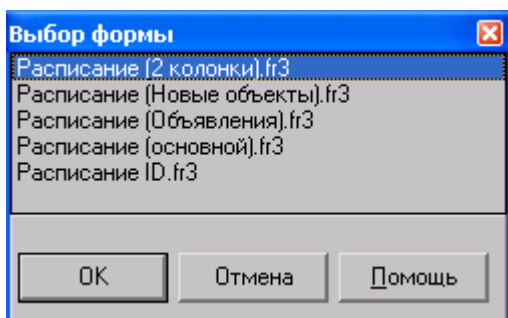 Выбор формы
Расписание (2 колонки).fr3
Расписание (Новые объекты).fr3
Расписание (Объявления).fr3
Расписание (основной).fr3
Расписание ID.fr3
OK
Отмена
Помощь